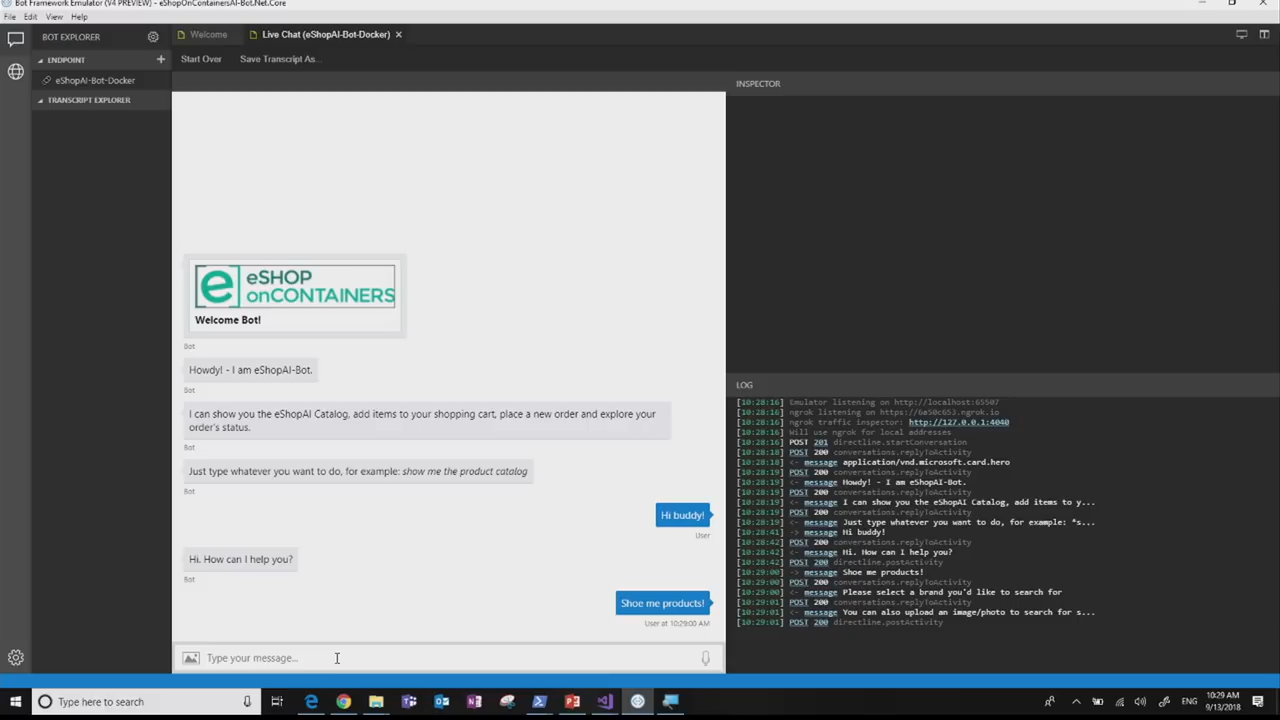 Bot Framework Emulator (V4 PREVIEW) - eShopOnContainersAI-Bot.Net.Core
File Edit View Help
BOT EXPLORER
ENDPOINT +
eShopAI-Bot-Docker
TRANSCRIPT EXPLORER
Welcome
Live Chat (eShopAI-Bot-Docker) ×
Start Over Save Transcript As...
e eSHOP
onCONTAINERS
Welcome Bot!
Bot
Howdy! - I am eShopAI-Bot.
Bot
I can show you the eShopAI Catalog, add items to your shopping cart, place a new order and explore your
order's status.
Bot
Just type whatever you want to do, for example: show me the product catalog
Bot
Hi buddy!
User
Hi. How can I help you?
Bot
Shoe me products!
User at 10:29:00 AM
Type your message...
INSPECTOR
LOG
[10:28:16] Emulator listening on http://localhost:65507
[10:28:16] ngrok listening on https://6a50c653.ngrok.io
[10:28:16] ngrok traffic inspector: http://127.0.0.1:4040
[10:28:16] Will use ngrok for local addresses
[10:28:16] POST 201 directline.startConversation
[10:28:18] POST 200 conversations.replyToActivity
[10:28:18] <- message application/vnd.microsoft.card.hero
[10:28:19] POST 200 conversations.replyToActivity
[10:28:19] <- message Howdy! - I am eShopAI-Bot.
[10:28:19] POST 200 conversations.replyToActivity
[10:28:19] <- message I can show you the eShopAI Catalog, add items to y...
[10:28:19] POST 200 conversations.replyToActivity
[10:28:19] <- message Just type whatever you want to do, for example: *s...
[10:28:41] -> message Hi buddy!
[10:28:42] POST 200 conversations.replyToActivity
[10:28:42] <- message Hi. How can I help you?
[10:28:42] POST 200 directline.postActivity
[10:29:00] -> message Shoe me products!
[10:29:00] POST 200 conversations.replyToActivity
[10:29:00] <- message Please select a brand you'd like to search for
[10:29:01] POST 200 conversations.replyToActivity
[10:29:01] <- message You can also upload an image/photo to search for s...
[10:29:01] POST 200 directline.postActivity
Type here to search
ENG
10:29 AM
9/13/2018